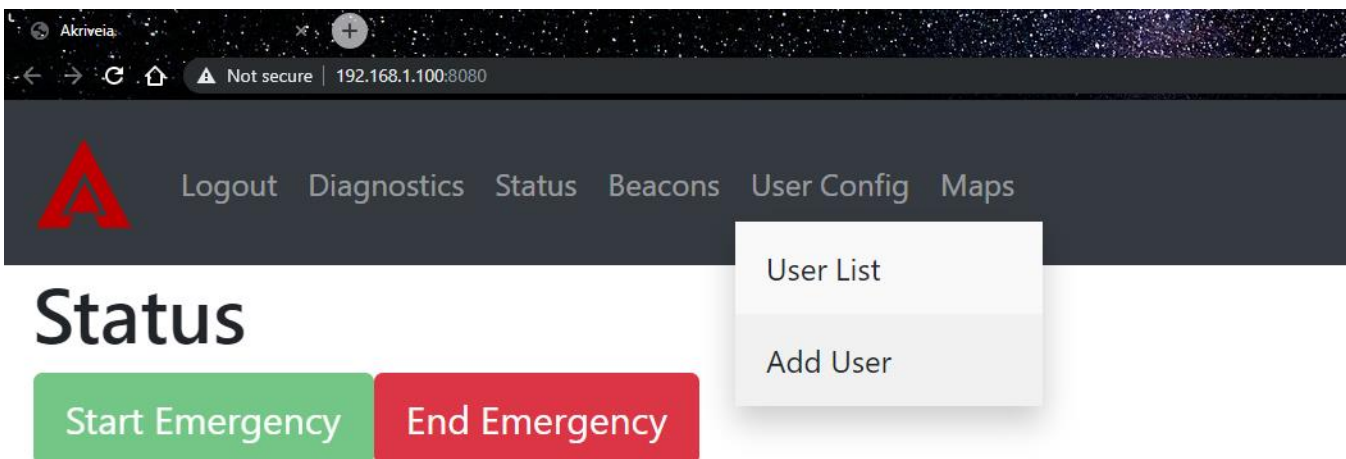 Akriveia
Not secure | 192.168.1.100:8080
Logout Diagnostics Status Beacons User Config Maps
User List
Add User
Status
Start Emergency End Emergency